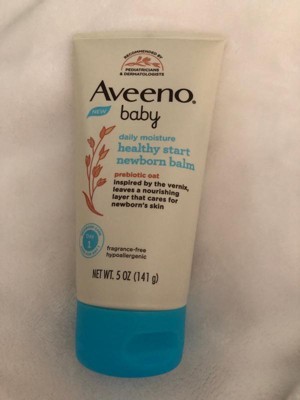 RECOMMENDED BY
PEDIATRICIANS
& DERMATOLOGISTS
Aveeno®
NEW
baby
daily moisture
healthy start
newborn balm
prebiotic oat
inspired by the vernix,
leaves a nourishing
layer that cares for
newborn's skin
fragrance-free
hypoallergenic
NET WT. 5 OZ (141 g)